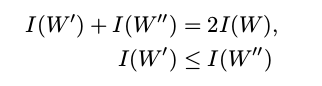 I(W′) + I(W″) = 2I(W),
I(W′) ≤ I(W″)